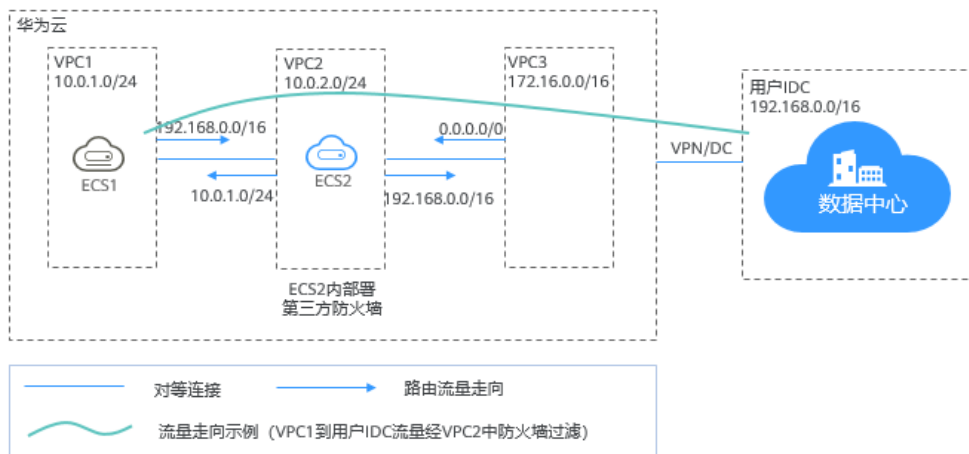 华为云
VPC1
10.0.1.0/24
VPC2
10.0.2.0/24
VPC3
172.16.0.0/16
用户IDC
192.168.0.0/16
192.168.0.0/16
0.0.0.0/0
VPN/DC
ECS1
ECS2
10.0.1.0/24
192.168.0.0/16
数据中心
ECS2内部署
第三方防火墙
对等连接
路由流量走向
流量走向示例（VPC1到用户IDC流量经VPC2中防火墙过滤）